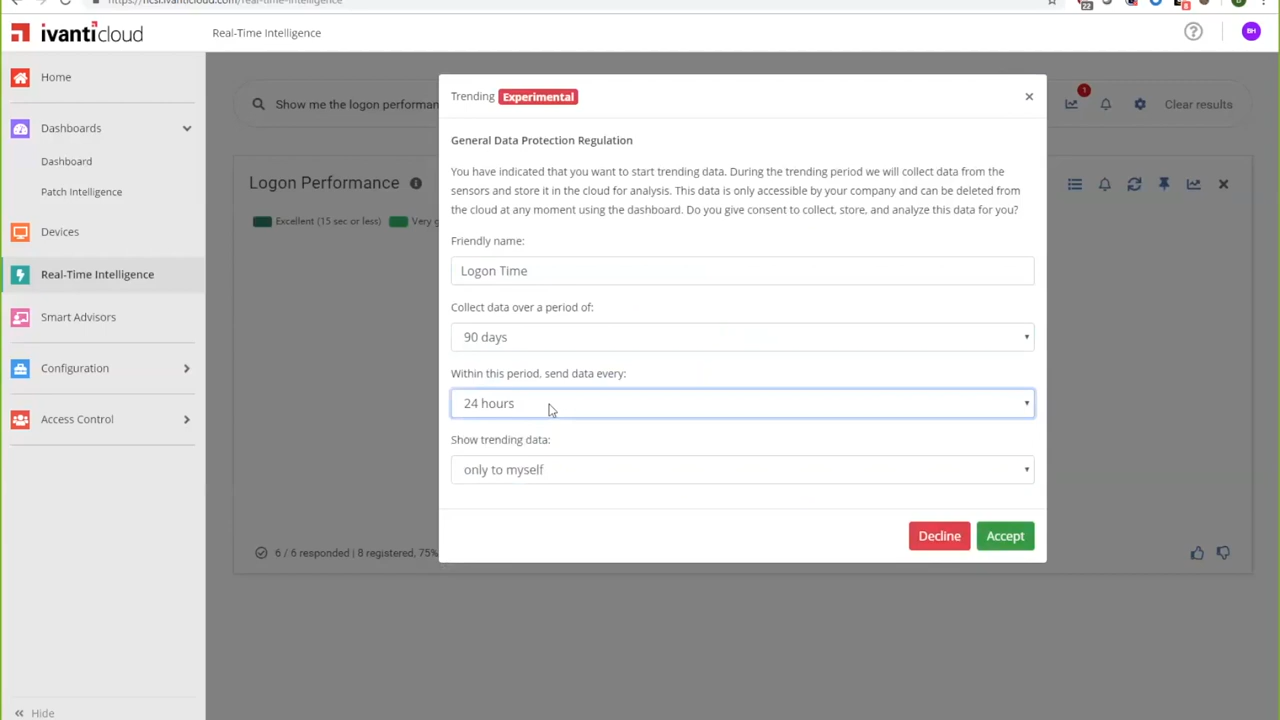 https://ncsi.ivanticloud.com/real-time-intelligence
22
8
ivanticloud
Real-Time Intelligence
BH
Home
Dashboards
Dashboard
Patch Intelligence
Devices
Real-Time Intelligence
Smart Advisors
Configuration
Access Control
Hide
Show me the logon performan
1
Clear results
Logon Performance
Excellent (15 sec or less)
Very g
6 / 6 responded | 8 registered, 75%
Trending Experimental
×
General Data Protection Regulation
You have indicated that you want to start trending data. During the trending period we will collect data from the
sensors and store it in the cloud for analysis. This data is only accessible by your company and can be deleted from
the cloud at any moment using the dashboard. Do you give consent to collect, store, and analyze this data for you?
Friendly name:
Logon Time
Collect data over a period of:
90 days
Within this period, send data every:
24 hours
Show trending data:
only to myself
Decline
Accept